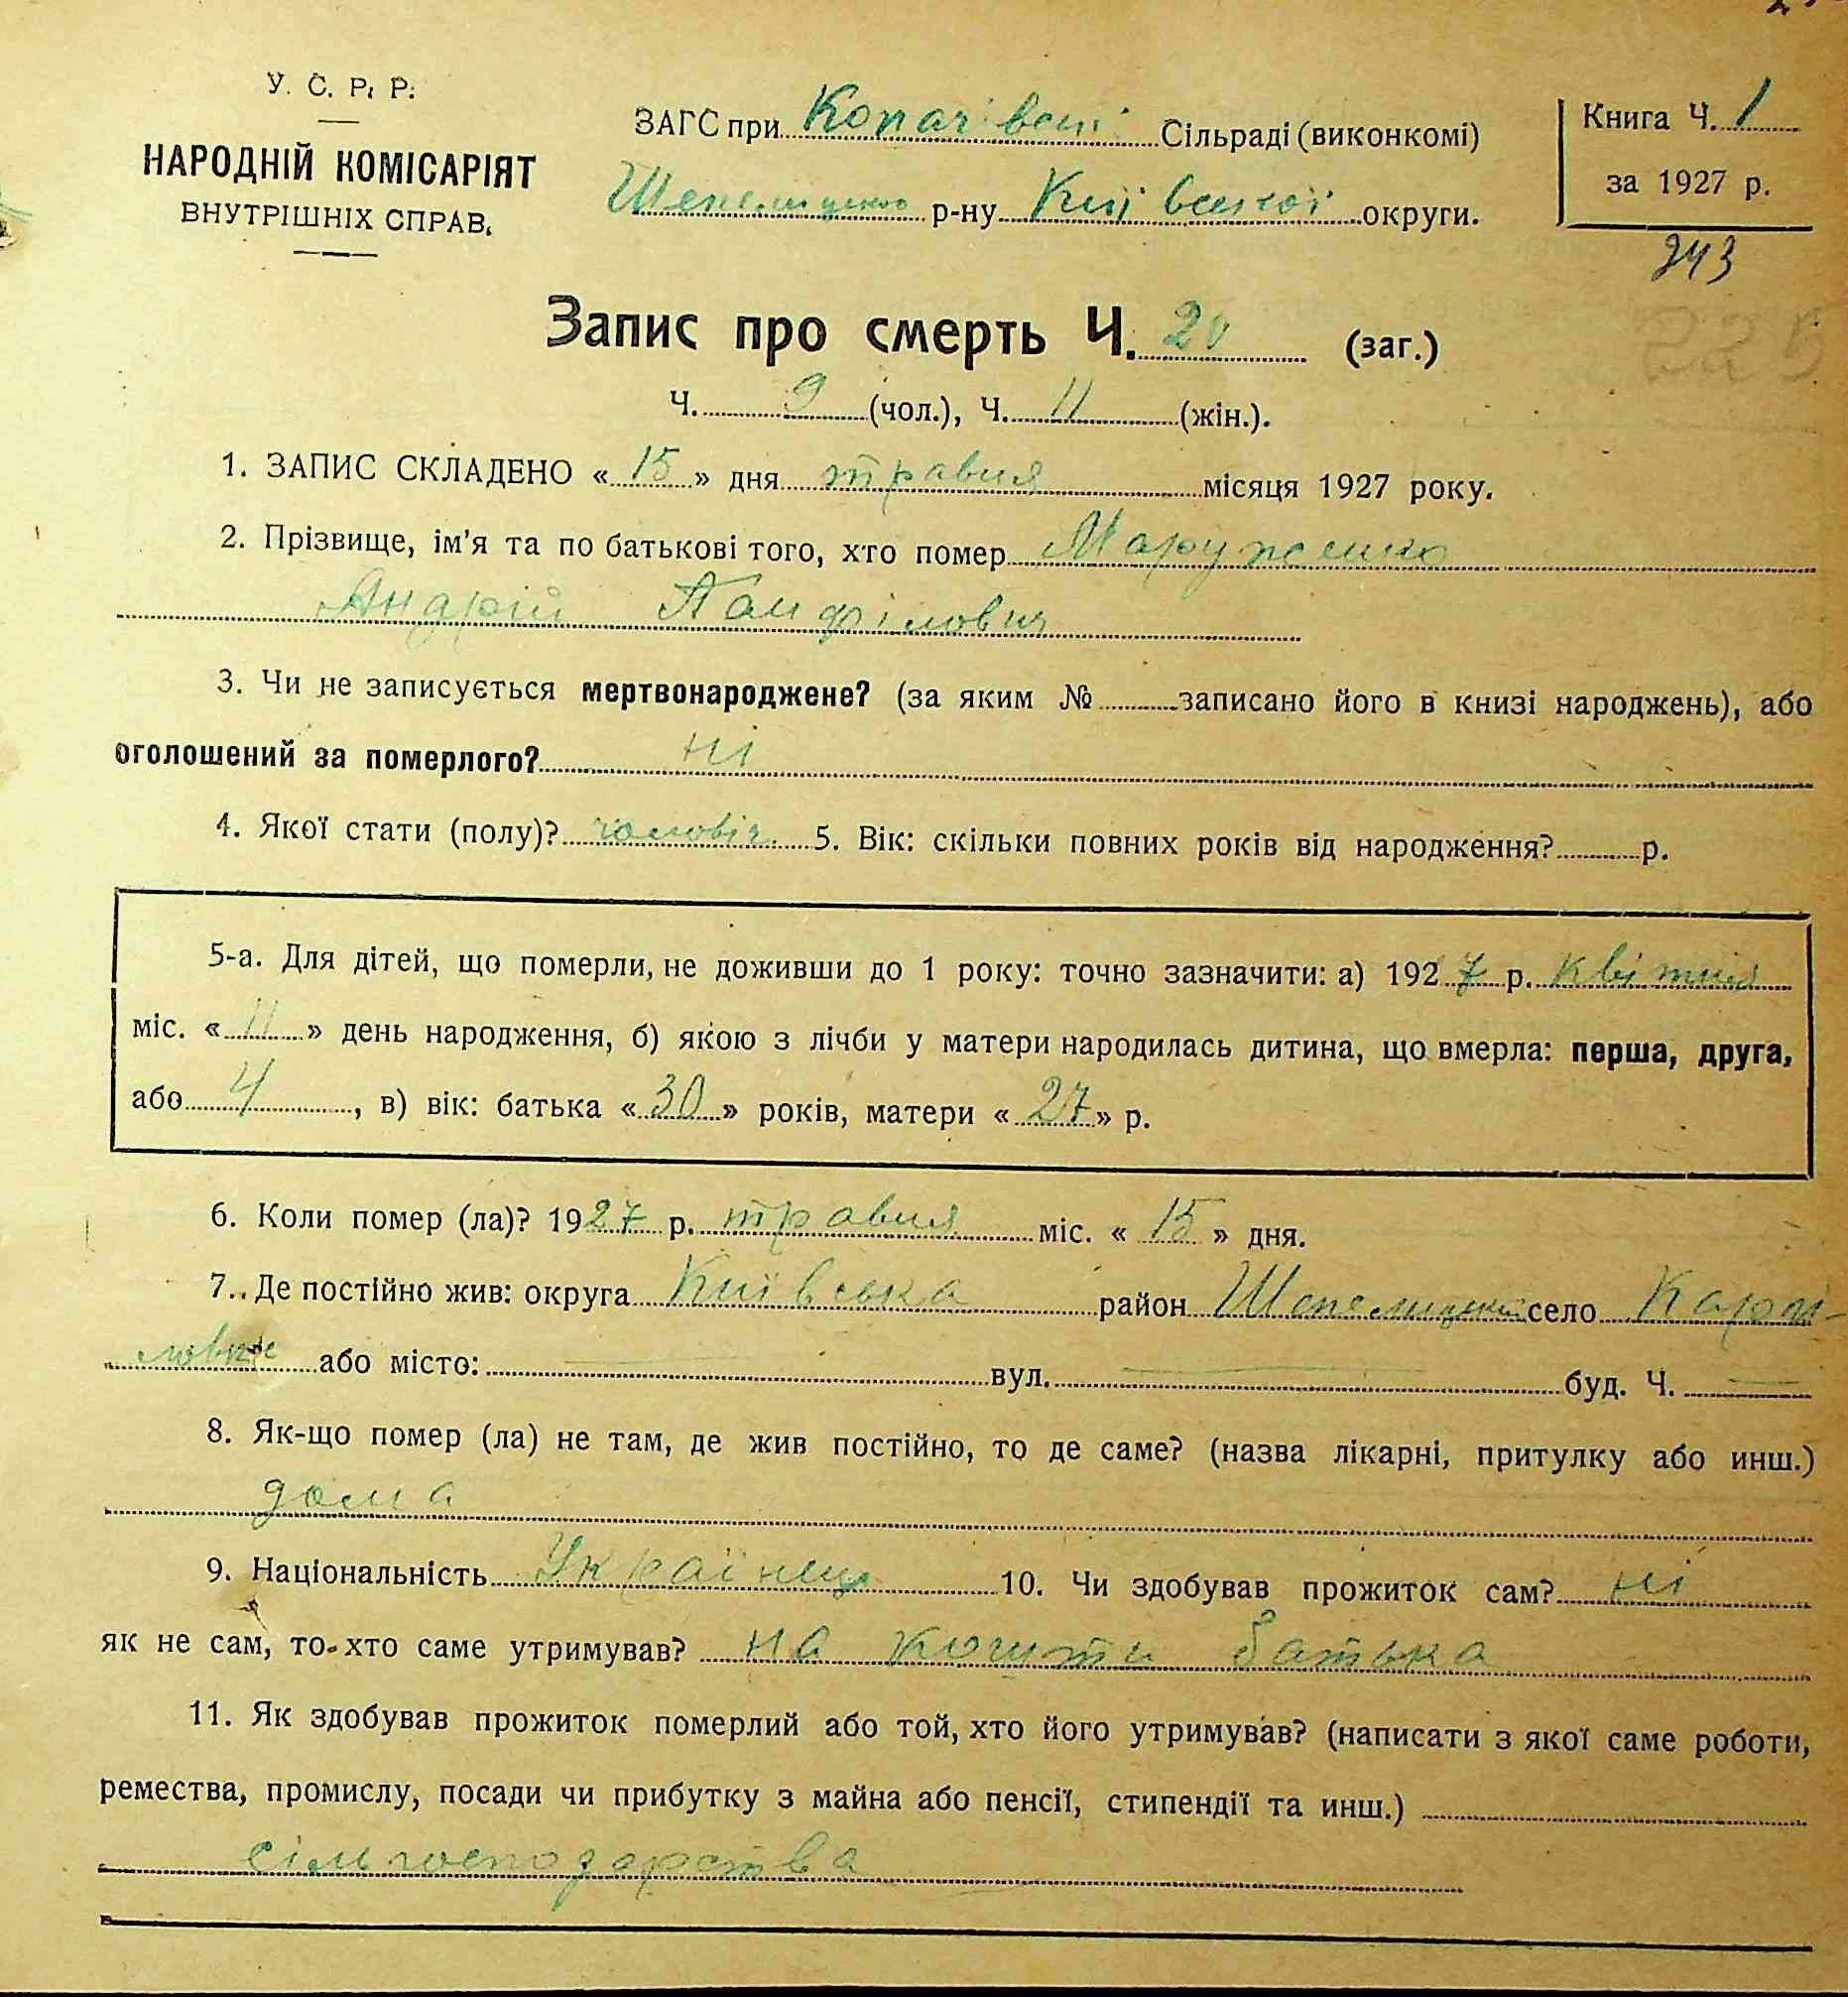 У. С. Р. Р.
НАРОДНІЙ КОМІСАРІЯТ
ВНУТРІШНІХ СПРАВ.
ЗАГС при Копачівські Сільраді (виконкомі)
р-ну Київської округи.
Книга Ч. 1
за 1927 р.
243
Запис про смерть Ч. 20 (заг.)
Ч. 9 (чол.), Ч. 11 (жін.).
1. ЗАПИС СКЛАДЕНО « 15 » дня травня місяця 1927 року.
2. Прізвище, ім'я та по батькові того, хто помер
Андрій Панфілович
3. Чи не записується мертвонароджене? (за яким № записано його в книзі народжень), або
оголошений за померлого? ні
4. Якої стати (полу)? чоловіч. 5. Вік: скільки повних років від народження? р.
5-а. Для дітей, що померли, не доживши до 1 року: точно зазначити: а) 1927 р. квітня
міс. « 11 » день народження, б) якою з лічби у матери народилась дитина, що вмерла: перша, друга,
або 4, в) вік: батька « 30 » років, матери « 27 » р.
6. Коли помер (ла)? 1927 р. травня міс. « 15 » дня.
7. Де постійно жив: округа Київська район Шепелицький село
або місто: вул. буд. Ч.
8. Як-що помер (ла) не там, де жив постійно, то де саме? (назва лікарні, притулку або инш.)
дома
9. Національність Українець 10. Чи здобував прожиток сам? ні
як не сам, то хто саме утримував? на кошти батька
11. Як здобував прожиток померлий або той, хто його утримував? (написати з якої саме роботи,
ремества, промислу, посади чи прибутку з майна або пенсії, стипендії та инш.)
сільгосподарства